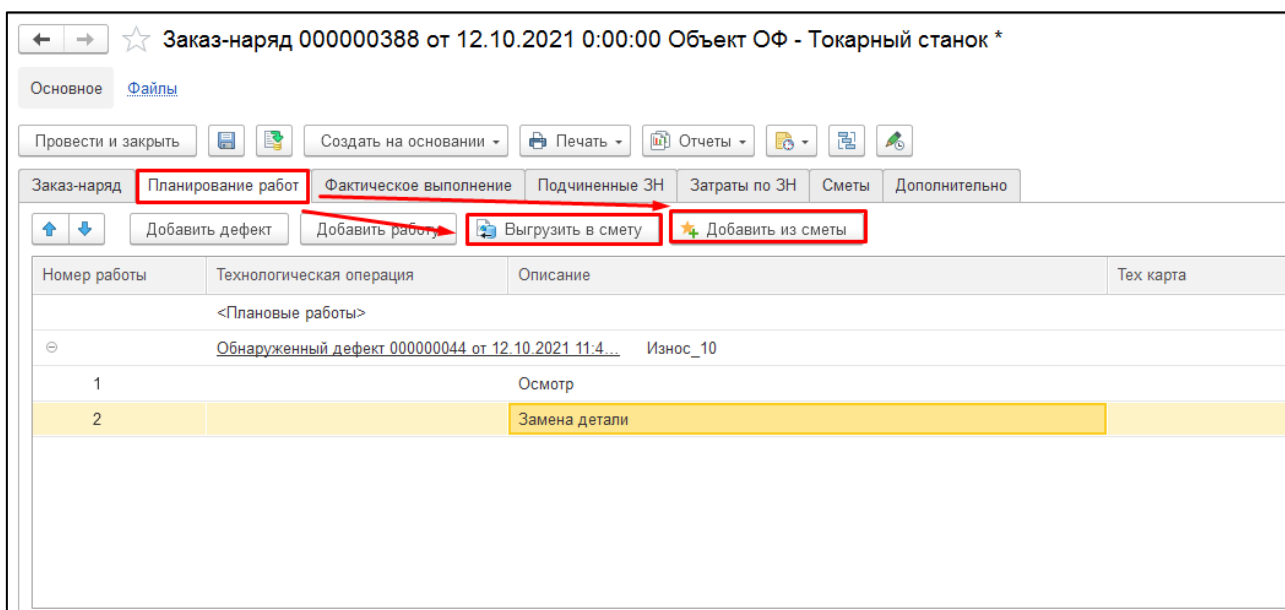 Заказ-наряд 000000388 от 12.10.2021 0:00:00 Объект ОФ - Токарный станок *
Основное Файлы
Провести и закрыть Создать на основании Печать Отчеты
Заказ-наряд Планирование работ Фактическое выполнение Подчиненные ЗН Затраты по ЗН Сметы Дополнительно
Добавить дефект Добавить работу Выгрузить в смету Добавить из сметы
Номер работы Технологическая операция Описание Тех карта
<Плановые работы>
Обнаруженный дефект 000000044 от 12.10.2021 11:4... Износ_10
1 Осмотр
2 Замена детали